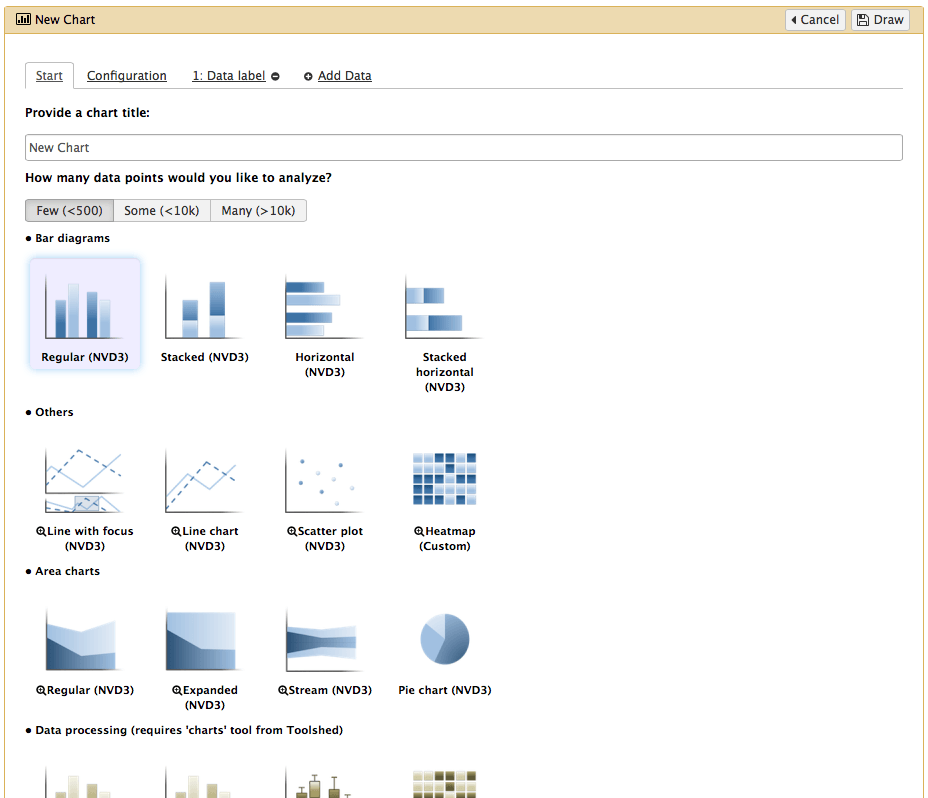 New Chart
Cancel
Draw
Start
Configuration
1: Data label
Add Data
Provide a chart title:
New Chart
How many data points would you like to analyze?
Few (<500)
Some (<10k)
Many (>10k)
• Bar diagrams
Regular (NVD3)
Stacked (NVD3)
Horizontal
(NVD3)
Stacked
horizontal
(NVD3)
• Others
Line with focus
(NVD3)
Line chart
(NVD3)
Scatter plot
(NVD3)
Heatmap
(Custom)
• Area charts
Regular (NVD3)
Expanded
(NVD3)
Stream (NVD3)
Pie chart (NVD3)
• Data processing (requires 'charts' tool from Toolshed)